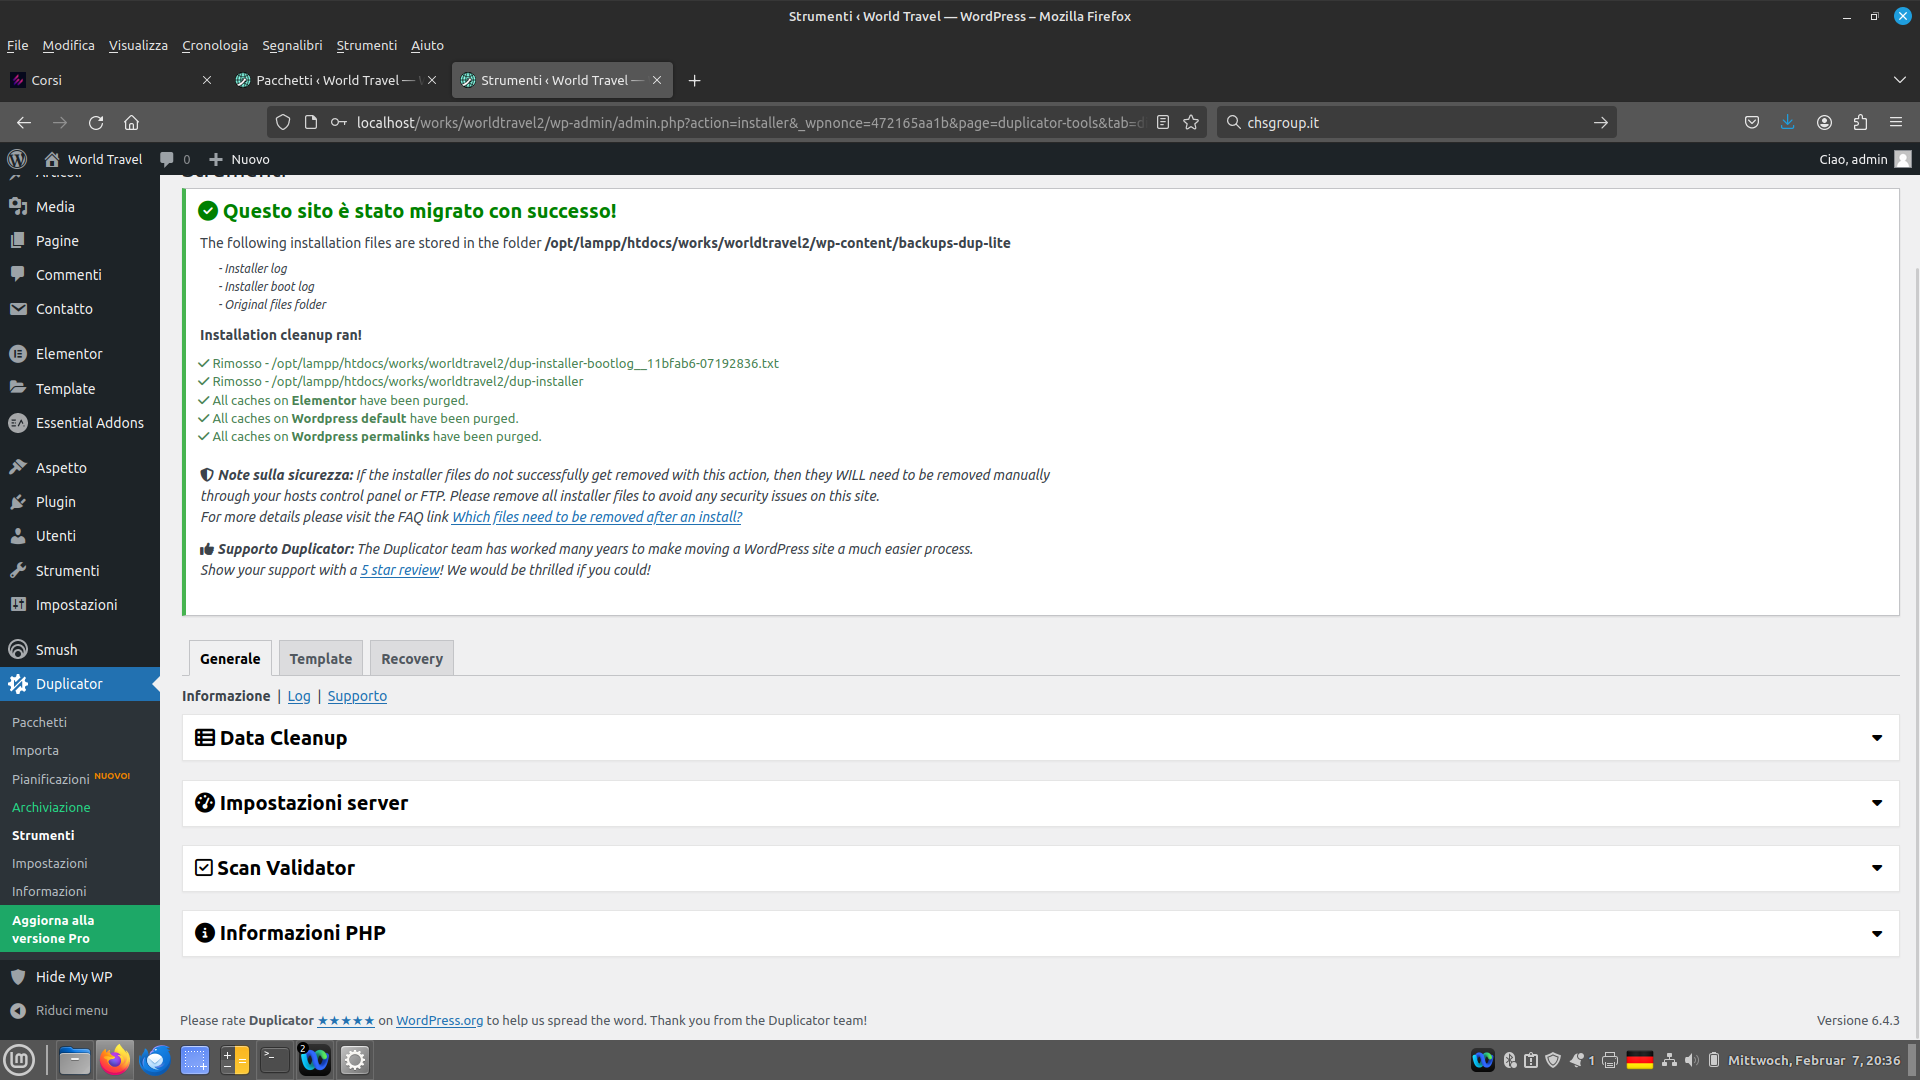 Strumenti ‹ World Travel — WordPress – Mozilla Firefox
File Modifica Visualizza Cronologia Segnalibri Strumenti Aiuto
Corsi
Pacchetti ‹ World Travel —
Strumenti ‹ World Travel —
localhost/works/worldtravel2/wp-admin/admin.php?action=installer&_wpnonce=472165aa1b&page=duplicator-tools&tab=d
chsgroup.it
World Travel 0 Nuovo
Ciao, admin
Articoli
Media
Pagine
Commenti
Contatto
Elementor
Template
Essential Addons
Aspetto
Plugin
Utenti
Strumenti
Impostazioni
Smush
Duplicator
Pacchetti
Importa
Pianificazioni NUOVO!
Archiviazione
Strumenti
Impostazioni
Informazioni
Aggiorna alla
versione Pro
Hide My WP
Riduci menu
Strumenti
Questo sito è stato migrato con successo!
The following installation files are stored in the folder /opt/lampp/htdocs/works/worldtravel2/wp-content/backups-dup-lite
- Installer log
- Installer boot log
- Original files folder
Installation cleanup ran!
Rimosso - /opt/lampp/htdocs/works/worldtravel2/dup-installer-bootlog__11bfab6-07192836.txt
Rimosso - /opt/lampp/htdocs/works/worldtravel2/dup-installer
All caches on Elementor have been purged.
All caches on Wordpress default have been purged.
All caches on Wordpress permalinks have been purged.
Note sulla sicurezza: If the installer files do not successfully get removed with this action, then they WILL need to be removed manually
through your hosts control panel or FTP. Please remove all installer files to avoid any security issues on this site.
For more details please visit the FAQ link Which files need to be removed after an install?
Supporto Duplicator: The Duplicator team has worked many years to make moving a WordPress site a much easier process.
Show your support with a 5 star review! We would be thrilled if you could!
Generale Template Recovery
Informazione | Log | Supporto
Data Cleanup
Impostazioni server
Scan Validator
Informazioni PHP
Please rate Duplicator ★★★★★ on WordPress.org to help us spread the word. Thank you from the Duplicator team!
Versione 6.4.3
2
1
Mittwoch, Februar 7, 20:36